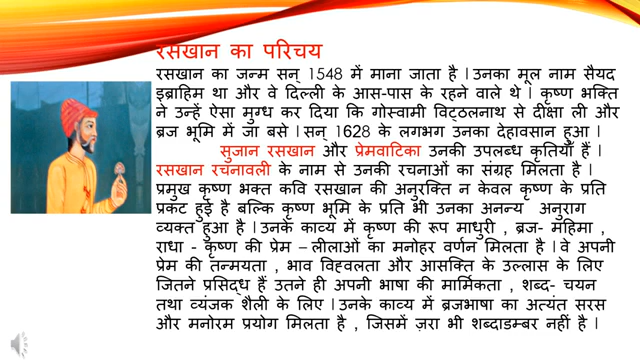 रसखान का परिचय
रसखान का जन्म सन् 1548 में माना जाता है ।उनका मूल नाम सैयद
इब्राहिम था और वे दिल्ली के आस-पास के रहने वाले थे । कृष्ण भक्ति
ने उन्हें ऐसा मुग्ध कर दिया कि गोस्वामी विट्ठलनाथ से दीक्षा ली और
ब्रज भूमि में जा बसे ।सन् 1628 के लगभग उनका देहावसान हुआ ।
सुजान रसखान और प्रेमवाटिका उनकी उपलब्ध कृतियाँ हैं ।
रसखान रचनावली के नाम से उनकी रचनाओं का संग्रह मिलता है ।
प्रमुख कृष्ण भक्त कवि रसखान की अनुरक्ति न केवल कृष्ण के प्रति
प्रकट हुई है बल्कि कृष्ण भूमि के प्रति भी उनका अनन्य अनुराग
व्यक्त हुआ है ।उनके काव्य में कृष्ण की रूप माधुरी , ब्रज- महिमा ,
राधा - कृष्ण की प्रेम – लीलाओं का मनोहर वर्णन मिलता है ।वे अपनी
प्रेम की तन्मयता , भाव विह्वलता और आसक्ति के उल्लास के लिए
जितने प्रसिद्ध हैं उतने ही अपनी भाषा की मार्मिकता , शब्द- चयन
तथा व्यंजक शैली के लिए ।उनके काव्य में ब्रजभाषा का अत्यंत सरस
और मनोरम प्रयोग मिलता है , जिसमें ज़रा भी शब्दाडम्बर नहीं है ।